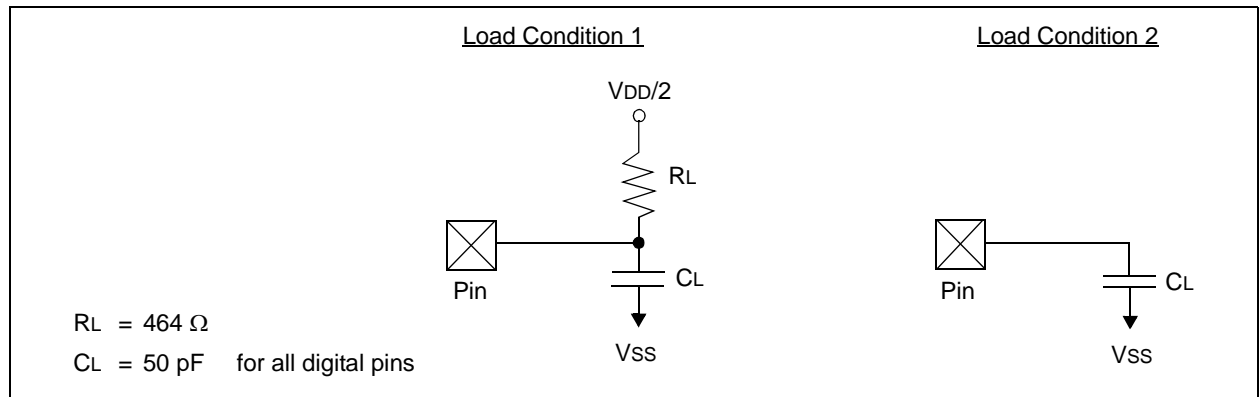 Load Condition 1
VDD/2
RL
Pin
CL
VSS
Load Condition 2
Pin
CL
VSS
RL = 464 Ω
CL = 50 pF for all digital pins